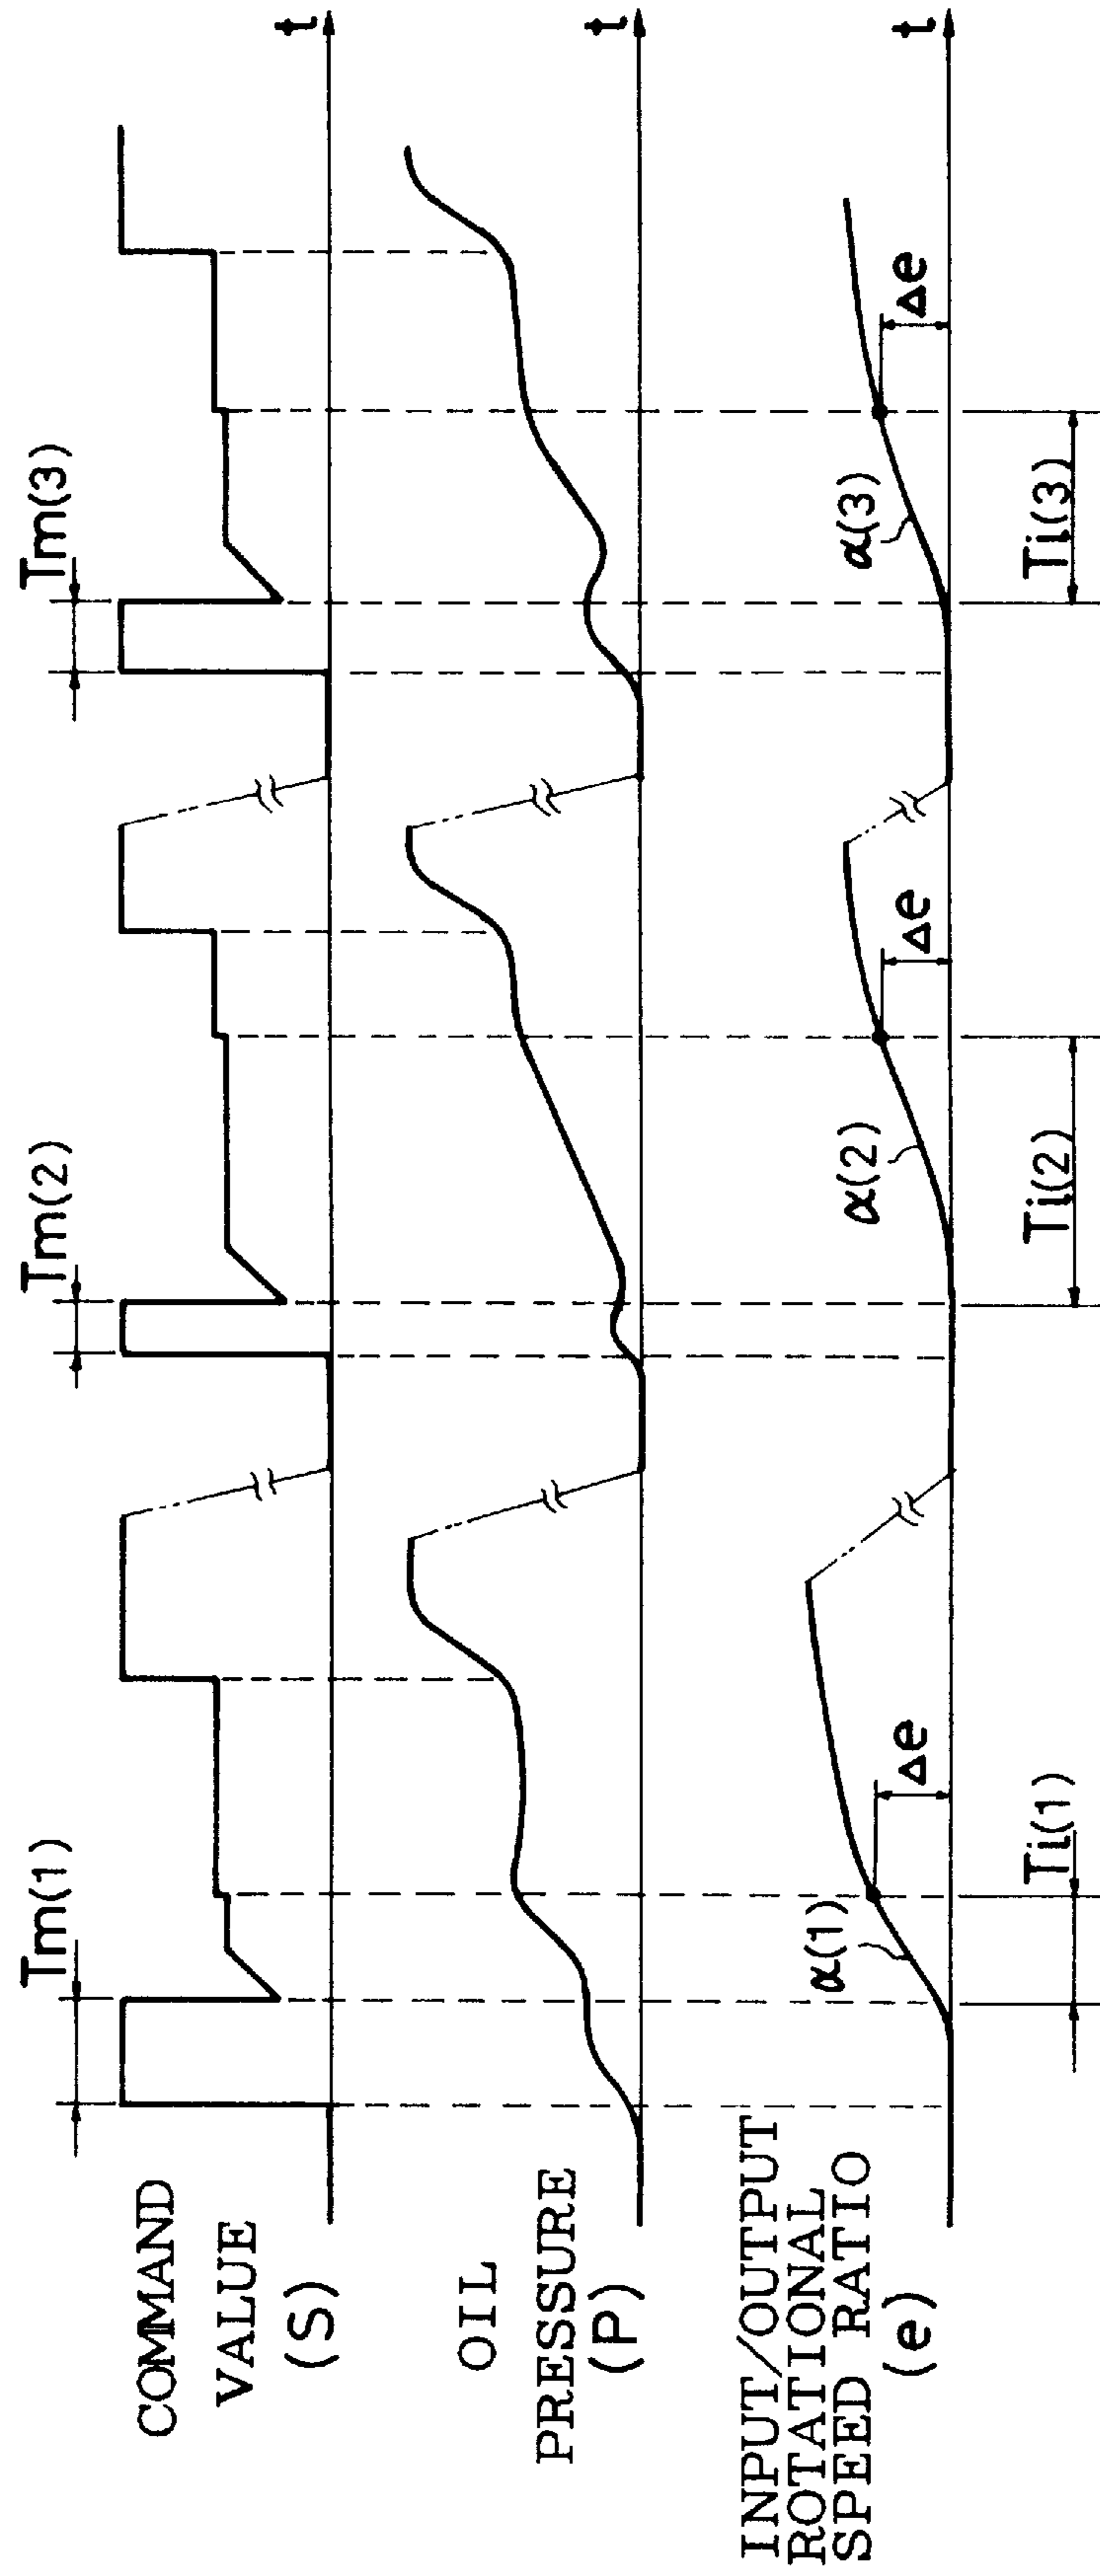 COMMAND
VALUE
(S)
Tm(1)
Tm(2)
Tm(3)
t
OIL
PRESSURE
(P)
t
INPUT/OUTPUT
ROTATIONAL
SPEED RATIO
(e)
α(1)
Δe
α(2)
Δe
α(3)
Δe
t
Ti(1)
Ti(2)
Ti(3)